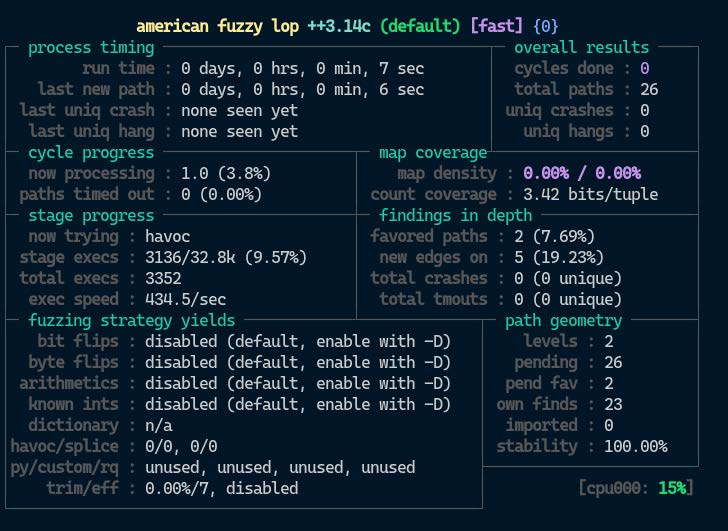 american fuzzy lop ++3.14c (default) [fast] {0}
process timing overall results
run time : 0 days, 0 hrs, 0 min, 7 sec cycles done : 0
last new path : 0 days, 0 hrs, 0 min, 6 sec total paths : 26
last uniq crash : none seen yet uniq crashes : 0
last uniq hang : none seen yet uniq hangs : 0
cycle progress map coverage
now processing : 1.0 (3.8%) map density : 0.00% / 0.00%
paths timed out : 0 (0.00%) count coverage : 3.42 bits/tuple
stage progress findings in depth
now trying : havoc favored paths : 2 (7.69%)
stage execs : 3136/32.8k (9.57%) new edges on : 5 (19.23%)
total execs : 3352 total crashes : 0 (0 unique)
exec speed : 434.5/sec total tmouts : 0 (0 unique)
fuzzing strategy yields path geometry
bit flips : disabled (default, enable with -D) levels : 2
byte flips : disabled (default, enable with -D) pending : 26
arithmetics : disabled (default, enable with -D) pend fav : 2
known ints : disabled (default, enable with -D) own finds : 23
dictionary : n/a imported : 0
havoc/splice : 0/0, 0/0 stability : 100.00%
py/custom/rq : unused, unused, unused, unused
trim/eff : 0.00%/7, disabled [cpu000: 15%]